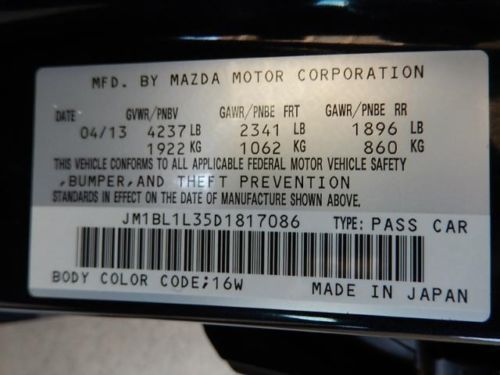 MFD. BY MAZDA MOTOR CORPORATION
DATE GVWR/PNBV GAWR/PNBE FRT GAWR/PNBE RR
04/13 4237 LB 2341 LB 1896 LB
1922 KG 1062 KG 860 KG
THIS VEHICLE CONFORMS TO ALL APPLICABLE FEDERAL MOTOR VEHICLE SAFETY
,BUMPER,AND THEFT PREVENTION
STANDARDS IN EFFECT ON THE DATE OF MANUFACTURE SHOWN ABOVE.
JM1BL1L35D1817086 TYPE: PASS CAR
BODY COLOR CODE;16W MADE IN JAPAN